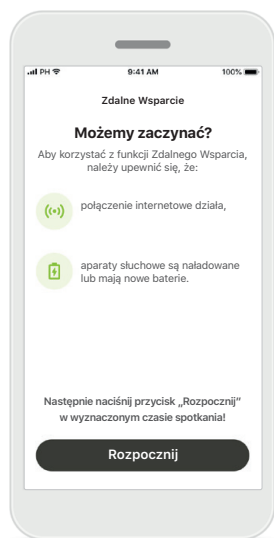 PH 9:41 AM 100%
Zdalne Wsparcie
Możemy zaczynać?
Aby korzystać z funkcji Zdalnego Wsparcia,
należy upewnić się, że:
połączenie internetowe działa,
aparaty słuchowe są naładowane
lub mają nowe baterie.
Następnie naciśnij przycisk „Rozpocznij”
w wyznaczonym czasie spotkania!
Rozpocznij